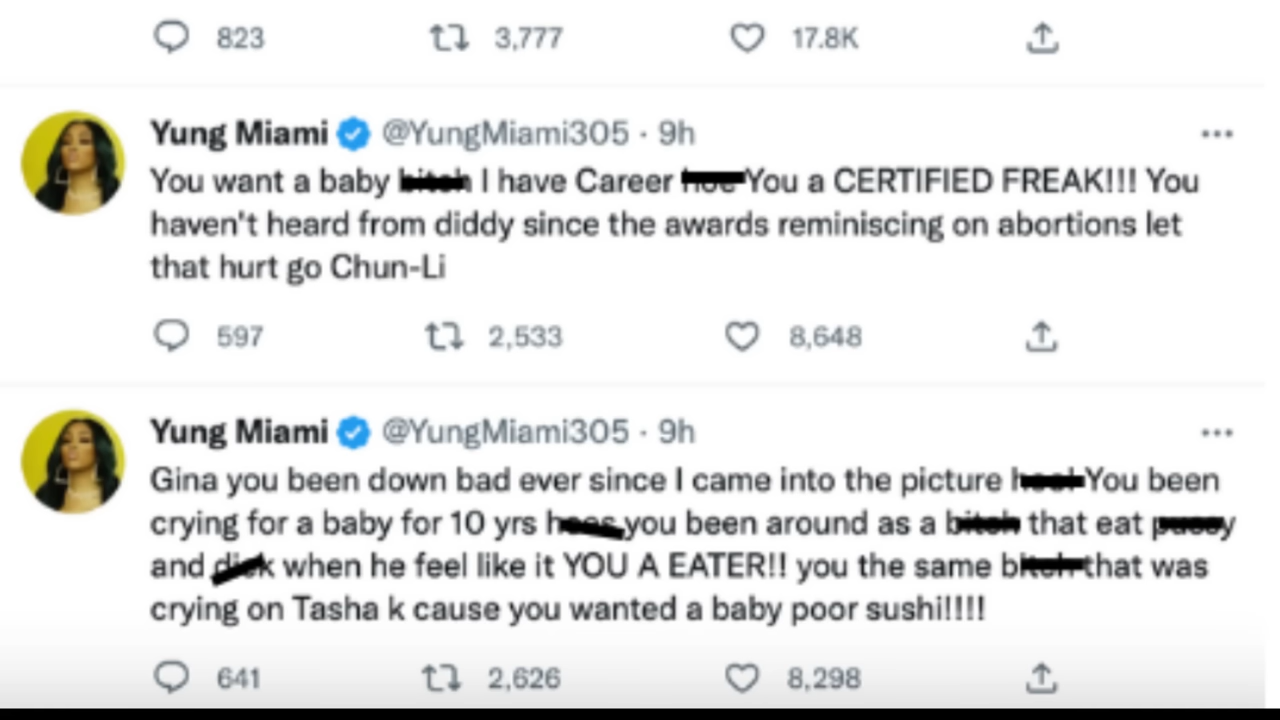 823 3,777 17.8K
Yung Miami @YungMiami305 · 9h
You want a baby I have Career You a CERTIFIED FREAK!!! You
haven't heard from diddy since the awards reminiscing on abortions let
that hurt go Chun-Li
597 2,533 8,648
Yung Miami @YungMiami305 · 9h
Gina you been down bad ever since I came into the picture You been
crying for a baby for 10 yrs you been around as a that eat
and when he feel like it YOU A EATER!! you the same that was
crying on Tasha k cause you wanted a baby poor sushi!!!!
641 2,626 8,298